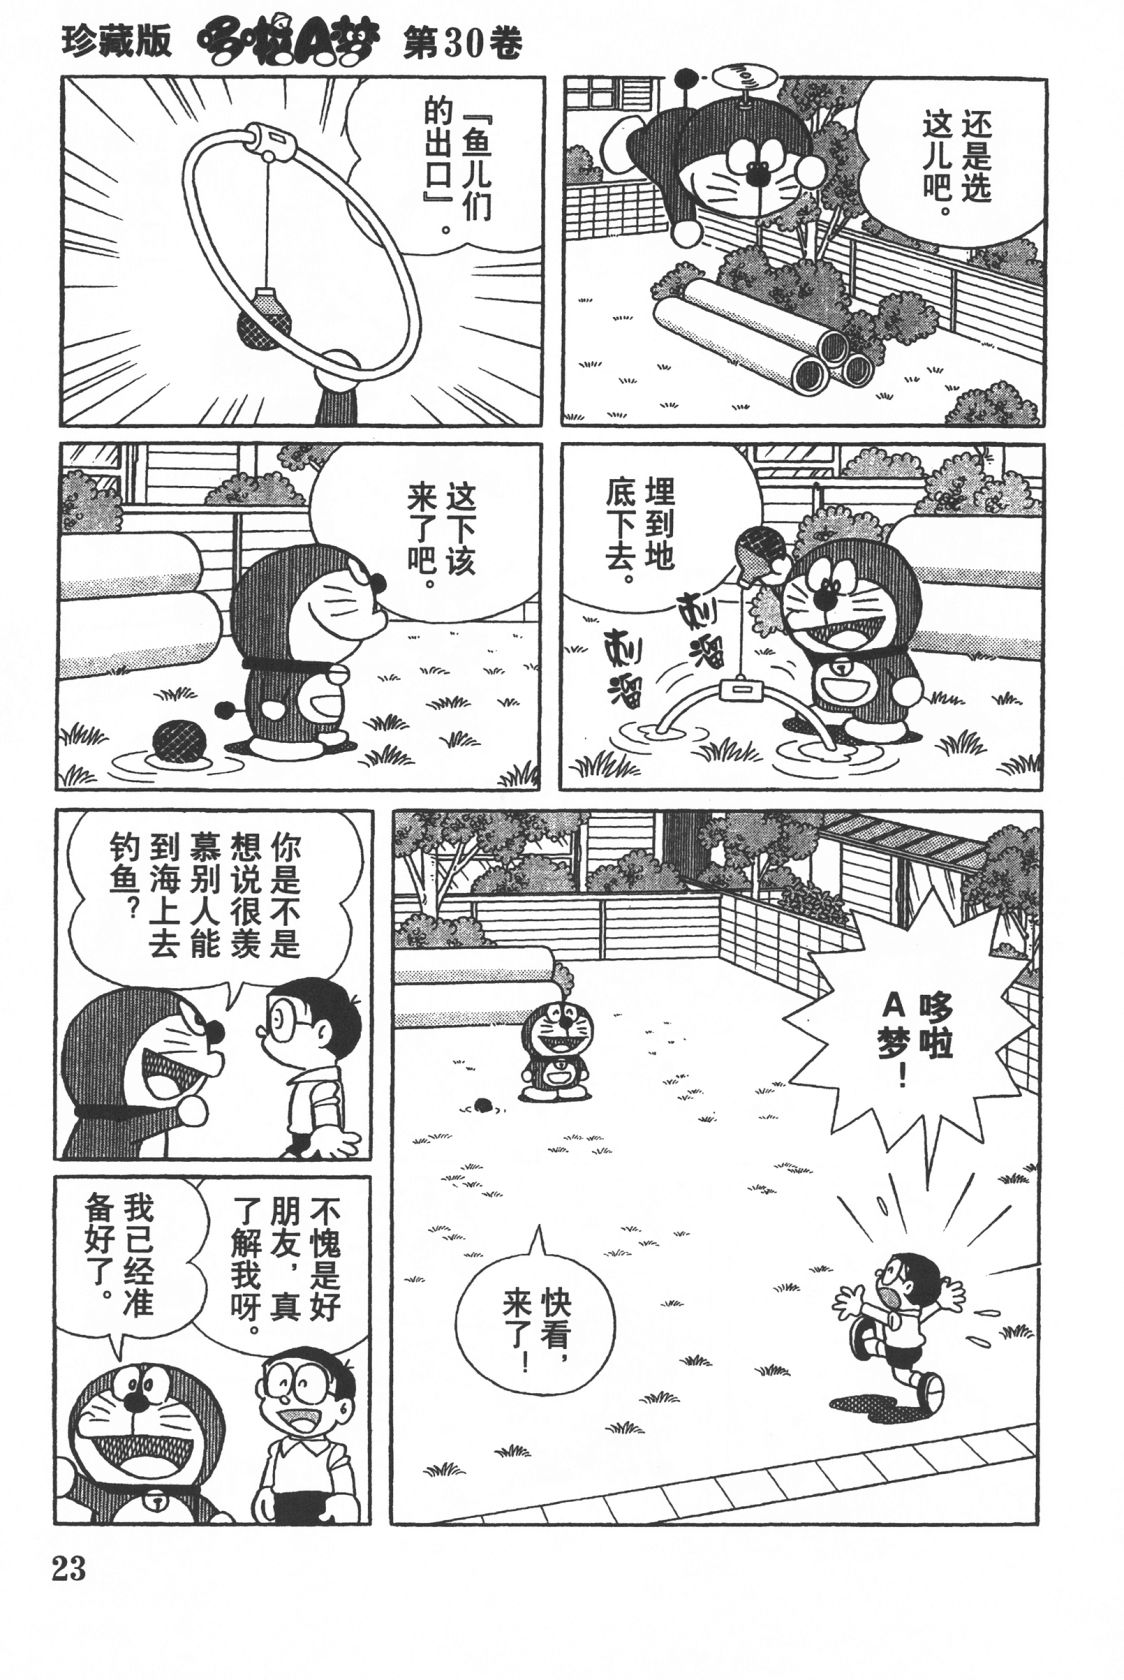 珍藏版 哆啦A梦 第30卷
还是选
这儿吧。
『鱼儿们
的出口』。
埋到地
底下去。
刺溜
刺溜
这下该
来了吧。
哆啦
A梦！
快看，
来了！
你是不是
想说很羡
慕别人能
到海上去
钓鱼？
不愧是好
朋友，真
了解我呀。
我已经准
备好了。
23